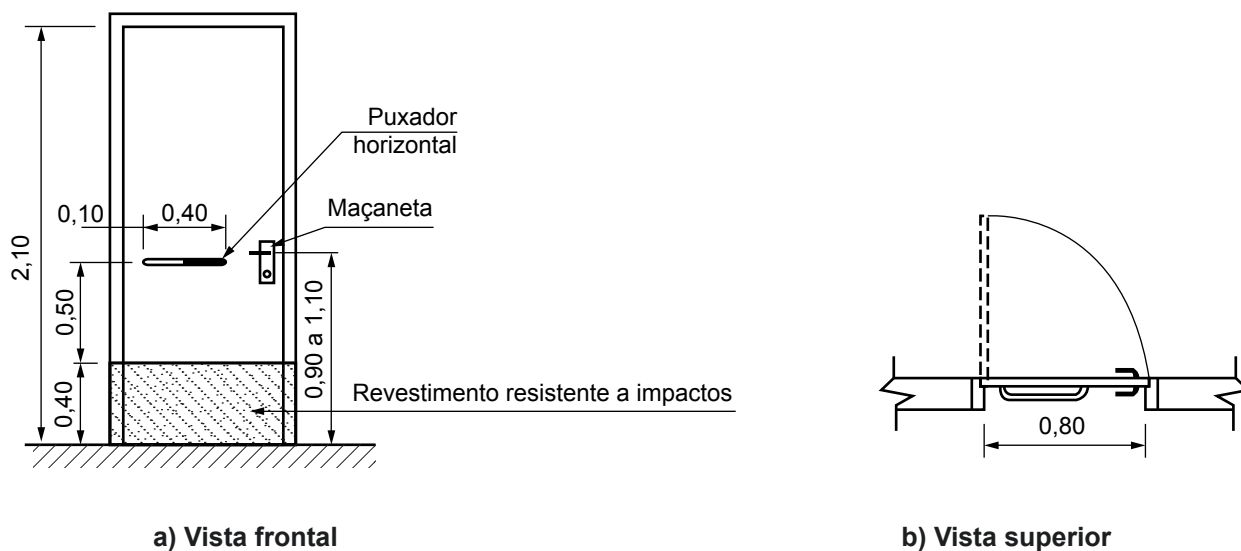 Puxador
horizontal
0,10
0,40
Maçaneta
2,10
0,50
0,90 a 1,10
0,40
Revestimento resistente a impactos
0,80
a) Vista frontal
b) Vista superior